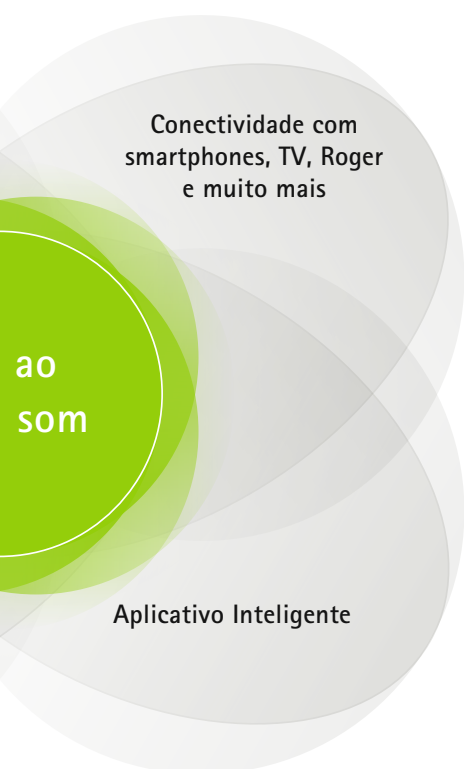 Conectividade com
smartphones, TV, Roger
e muito mais
ao
som
Aplicativo Inteligente